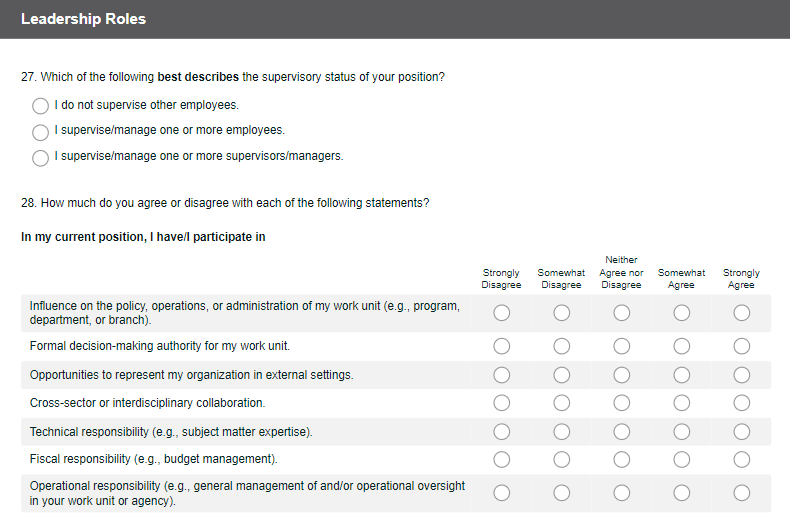 Leadership Roles
27. Which of the following best describes the supervisory status of your position?
I do not supervise other employees.
I supervise/manage one or more employees.
I supervise/manage one or more supervisors/managers.
28. How much do you agree or disagree with each of the following statements?
In my current position, I have/I participate in
Neither
Strongly Somewhat Agree nor Somewhat Strongly
Disagree Disagree Disagree Agree Agree
Influence on the policy, operations, or administration of my work unit (e.g., program,
department, or branch).
Formal decision-making authority for my work unit.
Opportunities to represent my organization in external settings.
Cross-sector or interdisciplinary collaboration.
Technical responsibility (e.g., subject matter expertise).
Fiscal responsibility (e.g., budget management).
Operational responsibility (e.g., general management of and/or operational oversight
in your work unit or agency).